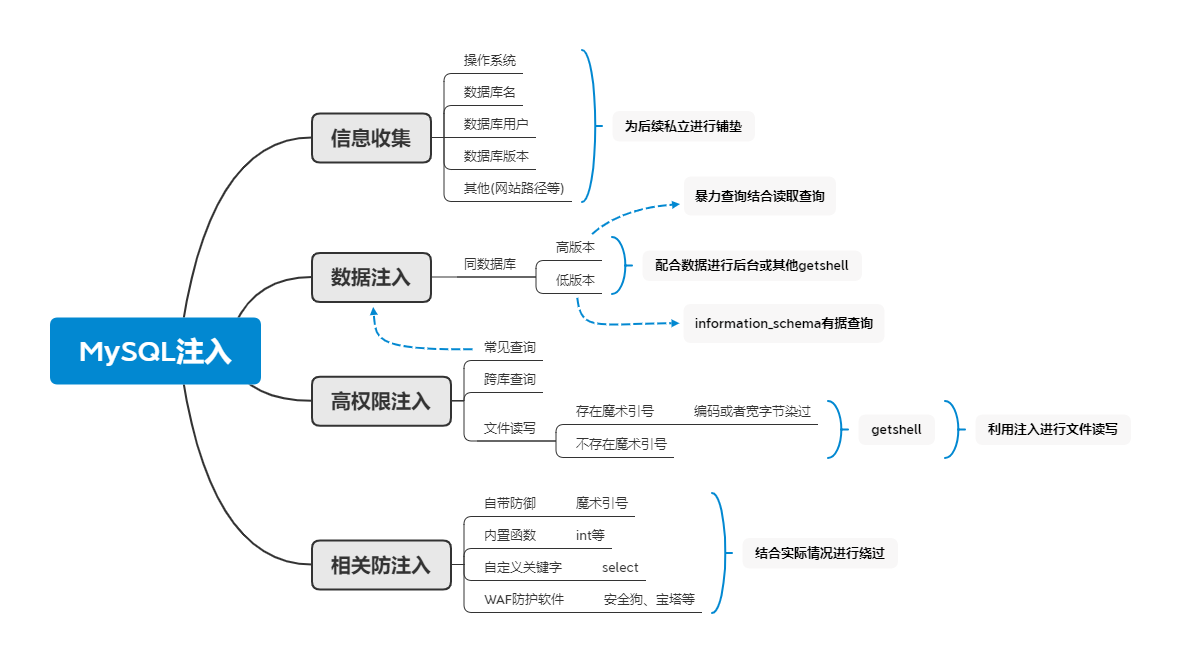 MySQL注入
信息收集
操作系统
数据库名
数据库用户
数据库版本
其他(网站路径等)
为后续私立进行铺垫
数据注入
同数据库
高版本
低版本
暴力查询结合读取查询
配合数据进行后台或其他getshell
information_schema有据查询
高权限注入
常见查询
跨库查询
文件读写
存在魔术引号
编码或者宽字节染过
不存在魔术引号
getshell
利用注入进行文件读写
相关防注入
自带防御
魔术引号
内置函数
int等
自定义关键字
select
WAF防护软件
安全狗、宝塔等
结合实际情况进行绕过